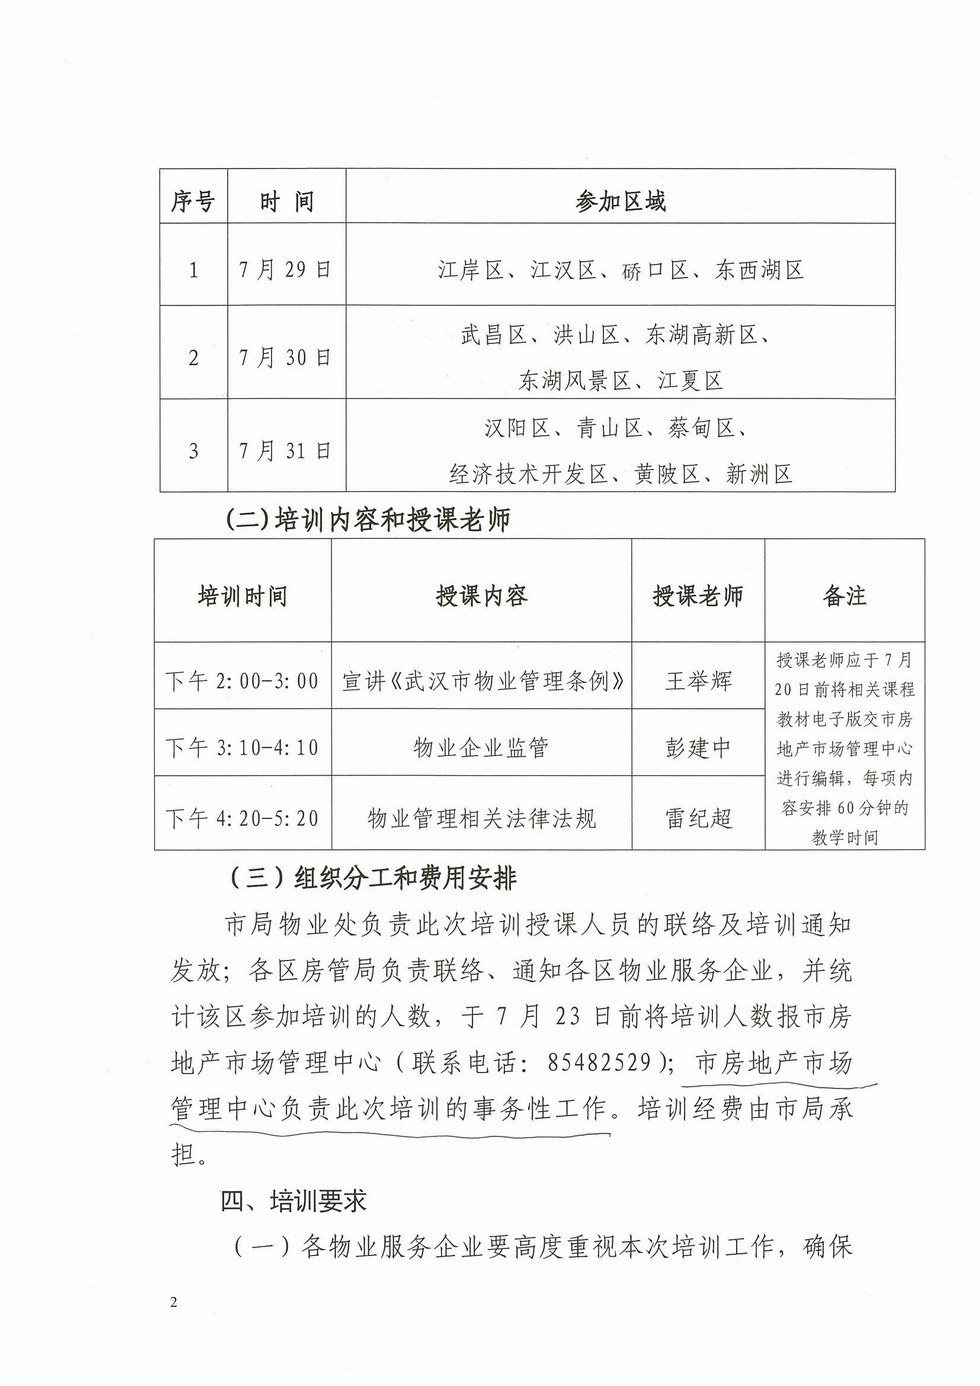 序号 时 间 参加区域
1 7月29日 江岸区、江汉区、硚口区、东西湖区
2 7月30日 武昌区、洪山区、东湖高新区、
东湖风景区、江夏区
3 7月31日 汉阳区、青山区、蔡甸区、
经济技术开发区、黄陂区、新洲区
(二)培训内容和授课老师
培训时间 授课内容 授课老师 备注
下午2:00-3:00 宣讲《武汉市物业管理条例》 王举辉
下午3:10-4:10 物业企业监管 彭建中
下午4:20-5:20 物业管理相关法律法规 雷纪超
授课老师应于7月
20日前将相关课程
教材电子版交市房
地产市场管理中心
进行编辑，每项内
容安排60分钟的
教学时间
（三）组织分工和费用安排
市局物业处负责此次培训授课人员的联络及培训通知
发放；各区房管局负责联络、通知各区物业服务企业，并统
计该区参加培训的人数，于7月23日前将培训人数报市房
地产市场管理中心（联系电话：85482529）；市房地产市场
管理中心负责此次培训的事务性工作。培训经费由市局承
担。
四、培训要求
（一）各物业服务企业要高度重视本次培训工作，确保
2